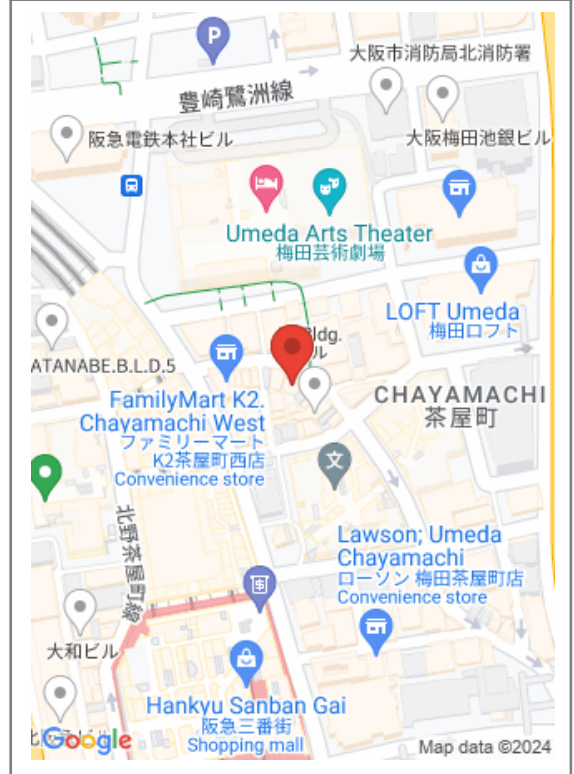 P
大阪市消防局北消防署
豊崎鷺洲線
阪急電鉄本社ビル
大阪梅田池銀ビル
Umeda Arts Theater
梅田芸術劇場
LOFT Umeda
梅田ロフト
Bldg.
ル
ATANABE.B.L.D.5
FamilyMart K2.
Chayamachi West
ファミリーマート
K2茶屋町西店
Convenience store
CHAYAMACHI
茶屋町
文
北野茶屋町線
Lawson; Umeda
Chayamachi
ローソン 梅田茶屋町店
Convenience store
大和ビル
Hankyu Sanban Gai
阪急三番街
Shopping mall
Google
Map data ©2024